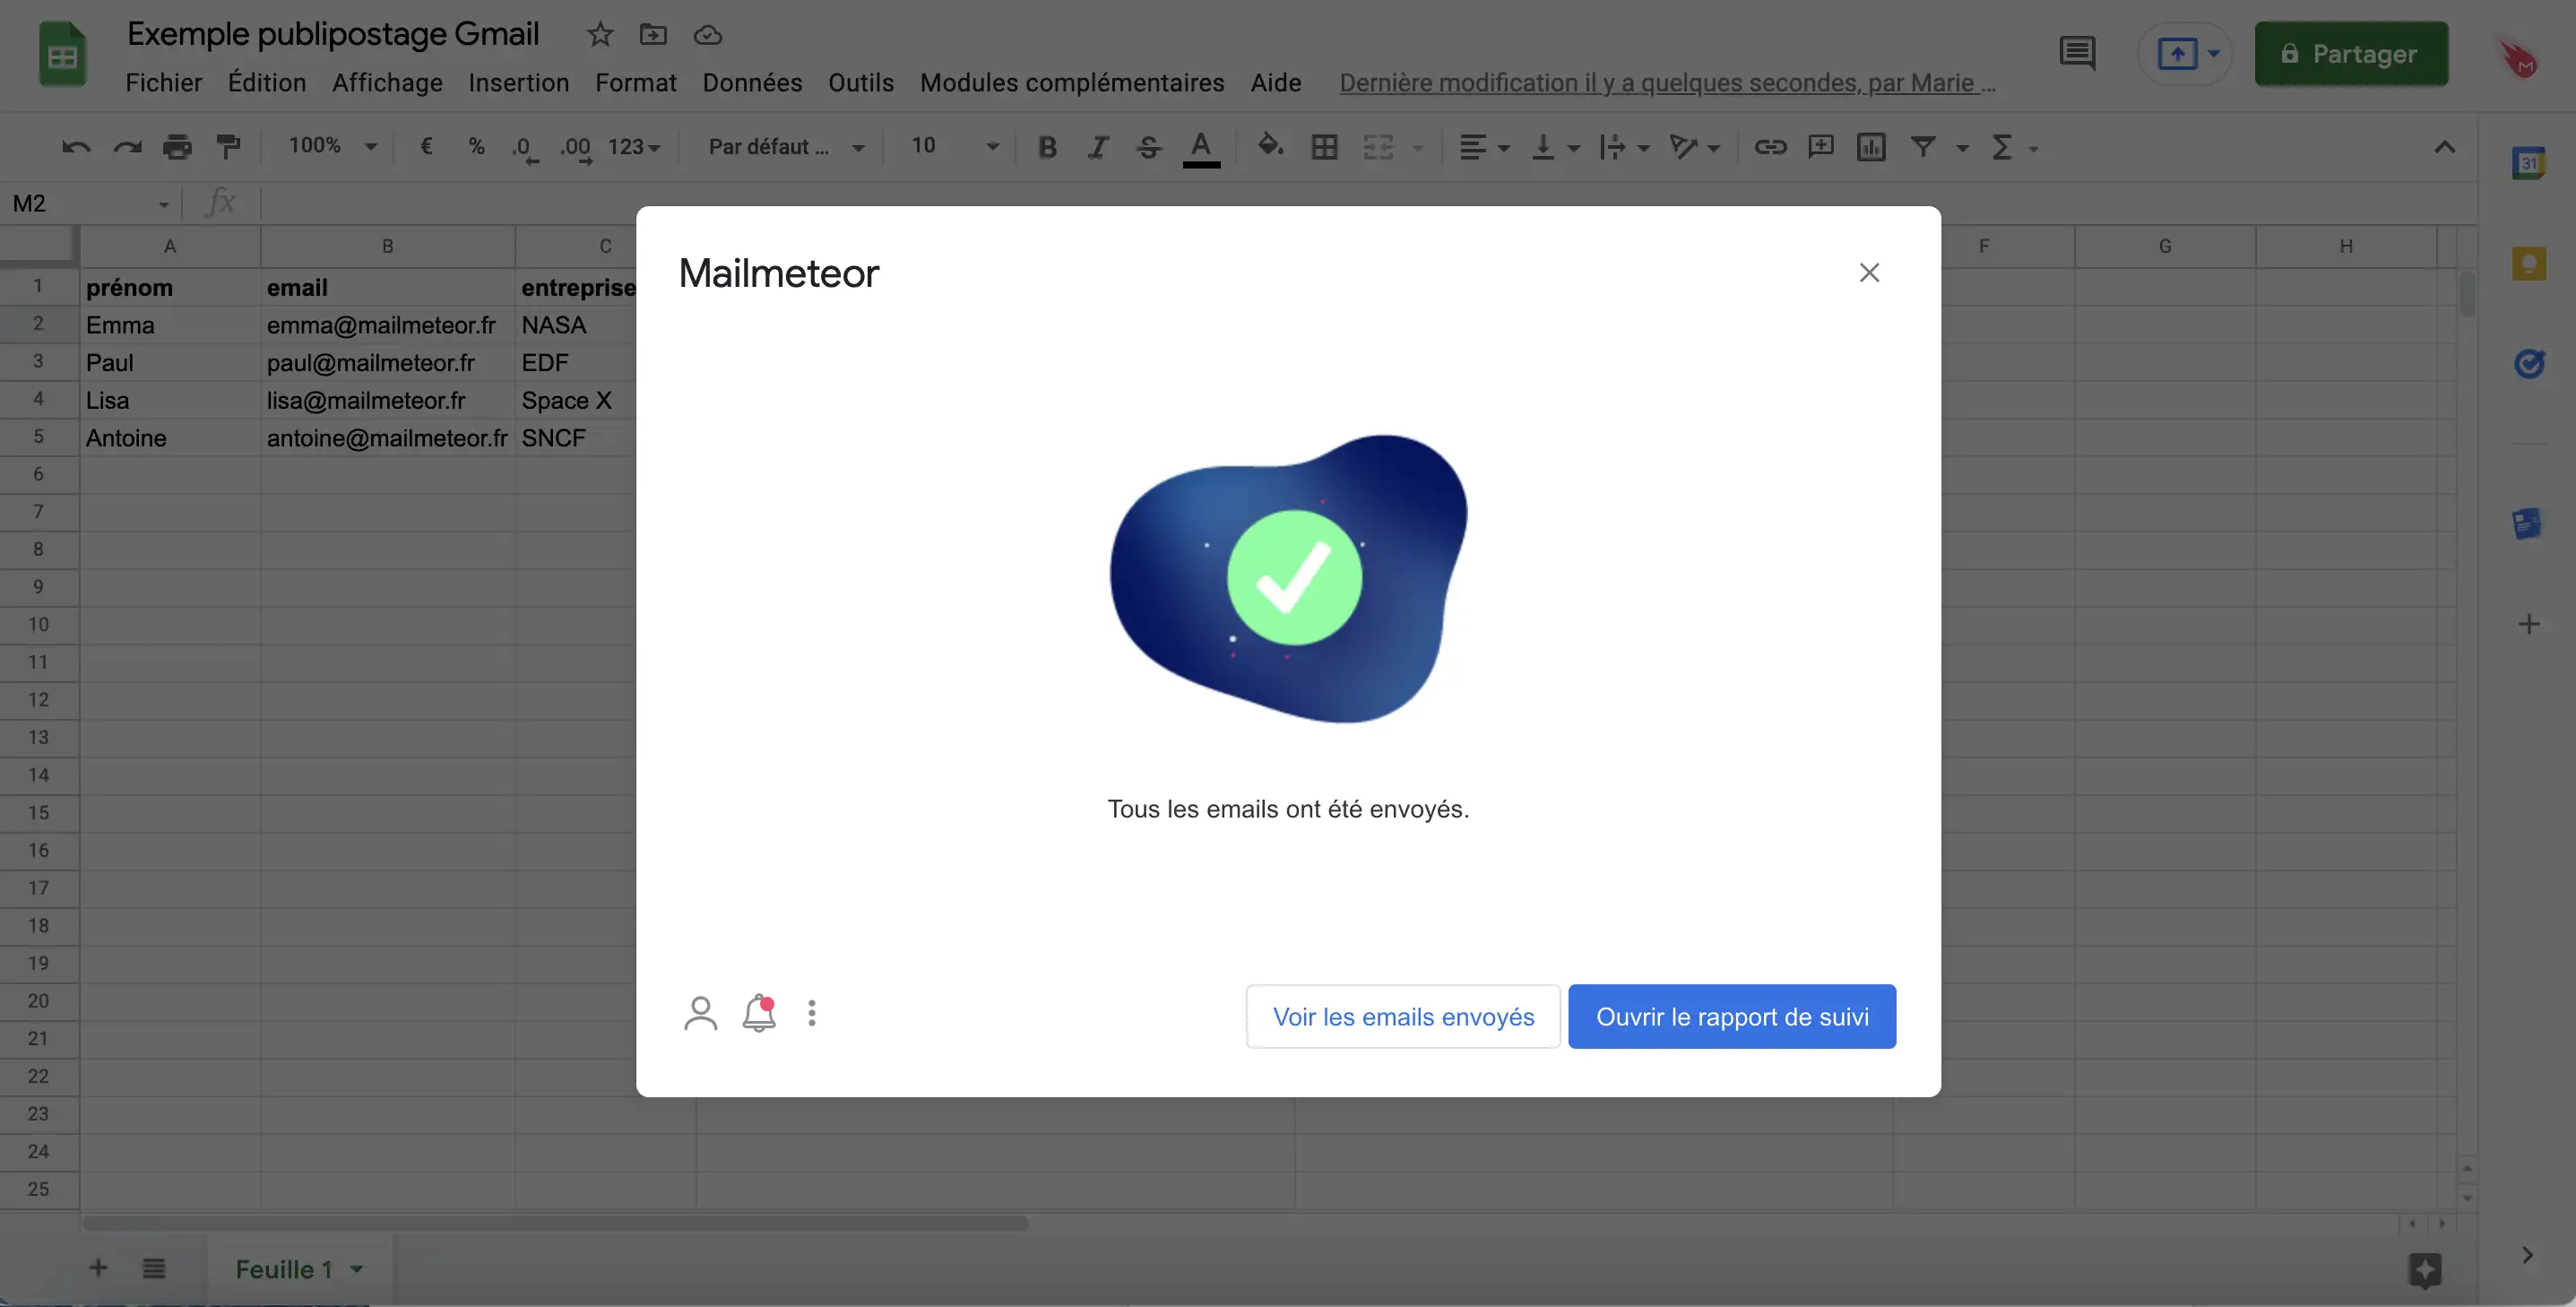 Exemple publipostage Gmail
Fichier Édition Affichage Insertion Format Données Outils Modules complémentaires Aide Dernière modification il y a quelques secondes, par Marie ...
Partager
100% € % .0 .00 123 Par défaut ... 10 B I S A Σ
31
M2 fx
A B C F G H
1 prénom email entreprise
2 Emma emma@mailmeteor.fr NASA
3 Paul paul@mailmeteor.fr EDF
4 Lisa lisa@mailmeteor.fr Space X
5 Antoine antoine@mailmeteor.fr SNCF
6
7
8
9
10
11
12
13
14
15
16
17
18
19
20
21
22
23
24
25
Mailmeteor
Tous les emails ont été envoyés.
Voir les emails envoyés Ouvrir le rapport de suivi
Feuille 1